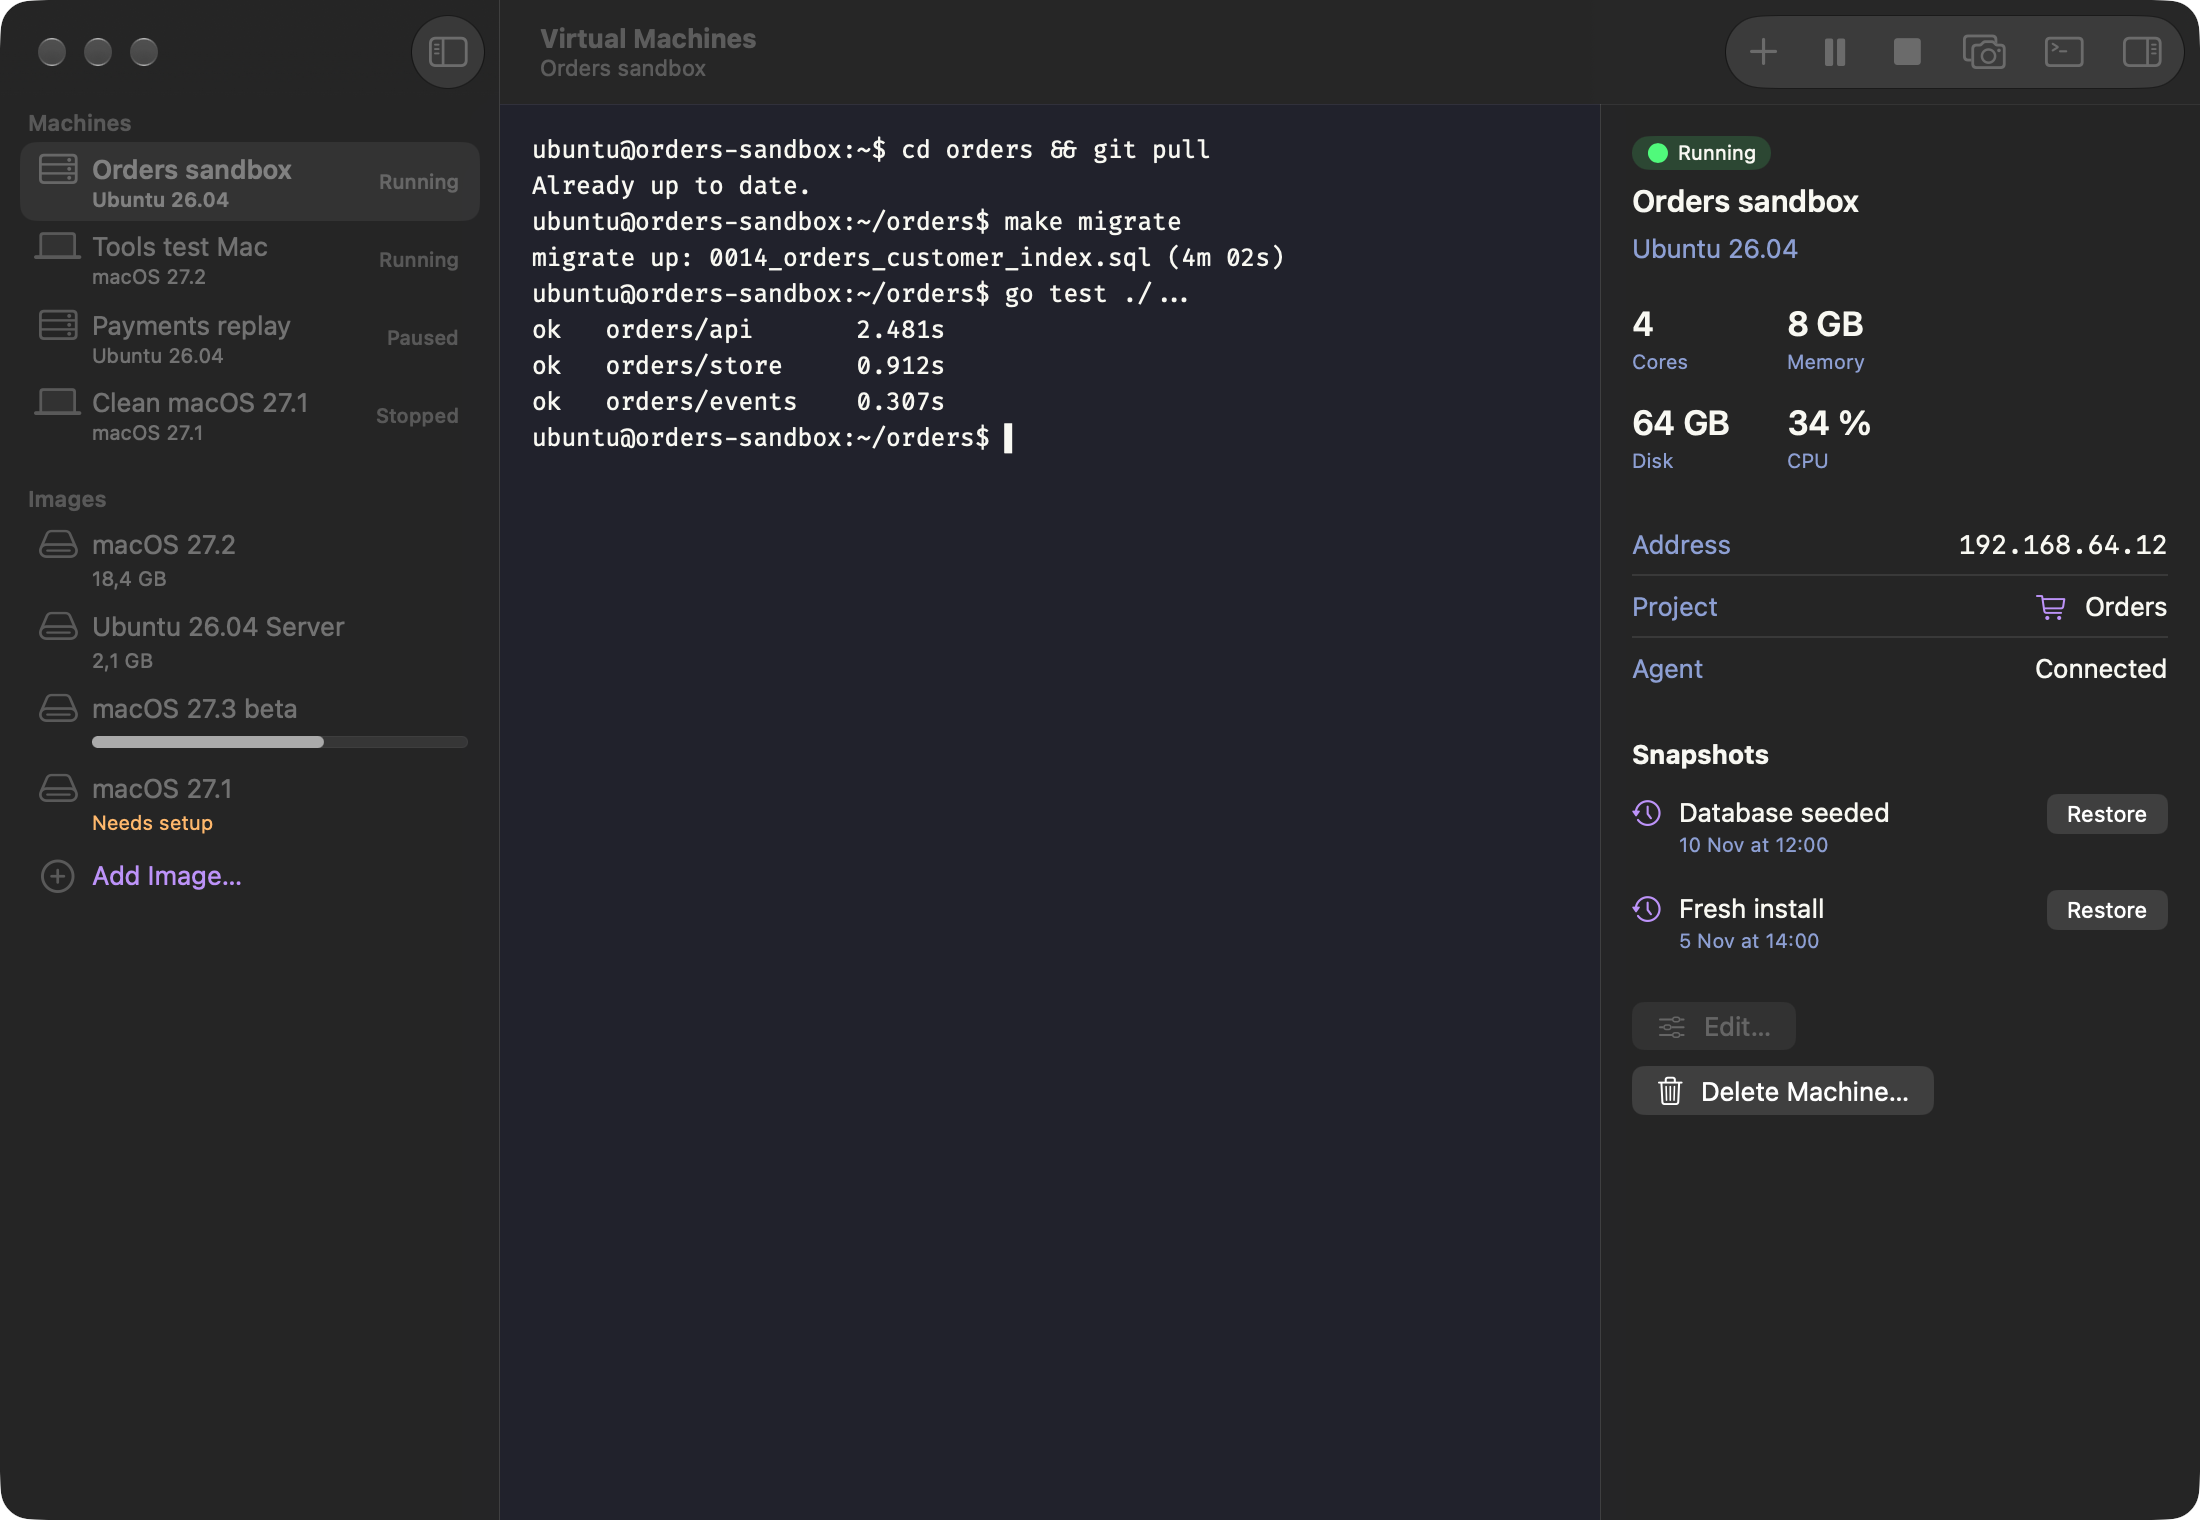 Virtual Machines
Orders sandbox
Machines
Orders sandbox
Ubuntu 26.04
Running
Tools test Mac
macOS 27.2
Running
Payments replay
Ubuntu 26.04
Paused
Clean macOS 27.1
macOS 27.1
Stopped
Images
macOS 27.2
18,4 GB
Ubuntu 26.04 Server
2,1 GB
macOS 27.3 beta
macOS 27.1
Needs setup
Add Image...
ubuntu@orders-sandbox:~$ cd orders && git pull
Already up to date.
ubuntu@orders-sandbox:~/orders$ make migrate
migrate up: 0014_orders_customer_index.sql (4m 02s)
ubuntu@orders-sandbox:~/orders$ go test ./...
ok   orders/api       2.481s
ok   orders/store     0.912s
ok   orders/events    0.307s
ubuntu@orders-sandbox:~/orders$
Running
Orders sandbox
Ubuntu 26.04
4
Cores
8 GB
Memory
64 GB
Disk
34 %
CPU
Address 192.168.64.12
Project Orders
Agent Connected
Snapshots
Database seeded
10 Nov at 12:00
Restore
Fresh install
5 Nov at 14:00
Restore
Edit...
Delete Machine...